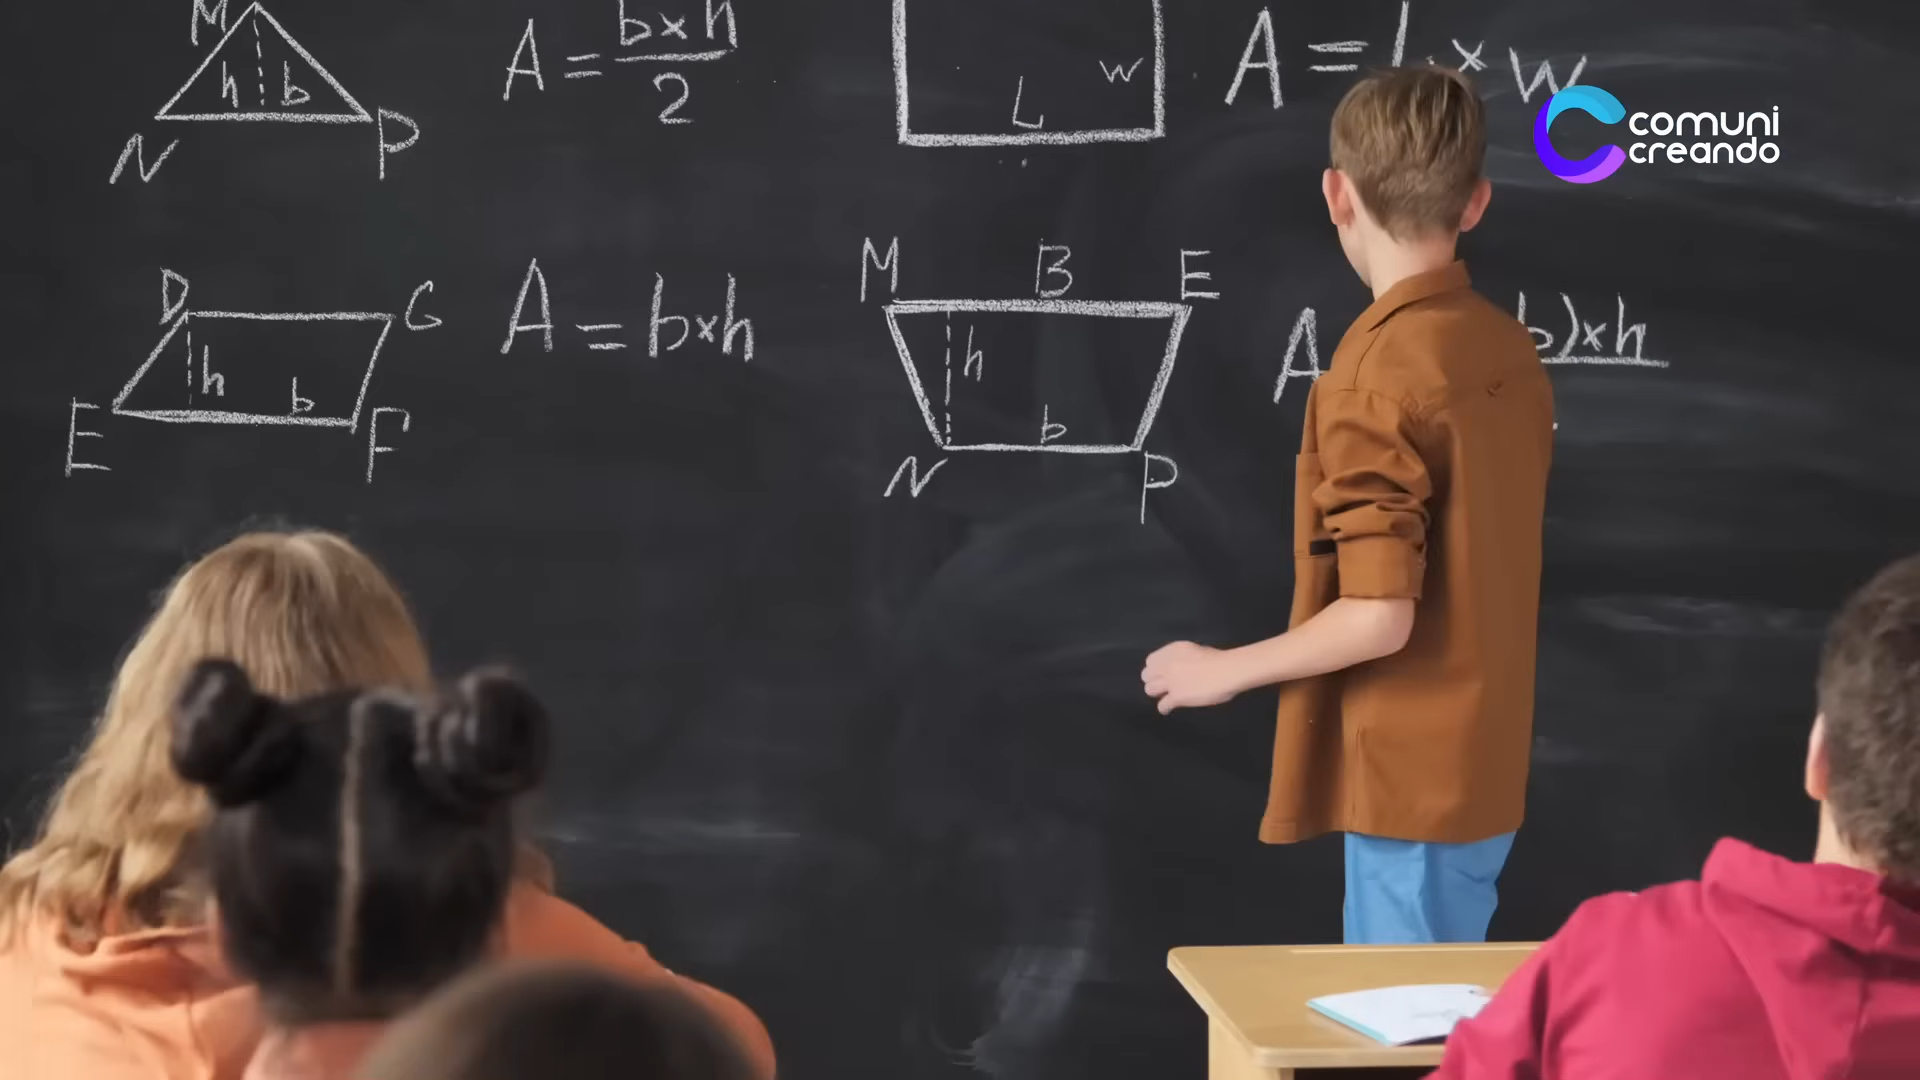 M
A = b×h
2
h b
N P
L w
A = L × w
comuni
creando
D G
h b
E F
A = b×h
M B E
h
b
N P
A b)×h